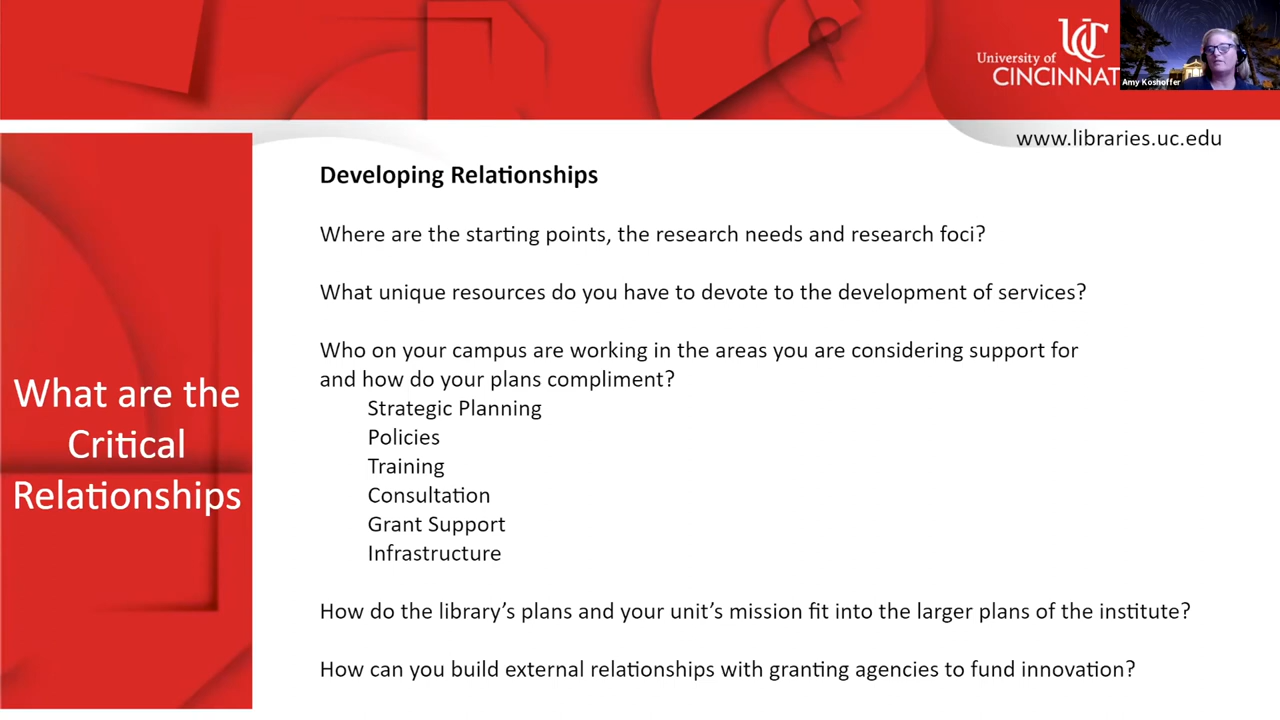 UC
University of
CINCINNAT
Amy Koshoffer
www.libraries.uc.edu
What are the
Critical
Relationships
Developing Relationships
Where are the starting points, the research needs and research foci?
What unique resources do you have to devote to the development of services?
Who on your campus are working in the areas you are considering support for
and how do your plans compliment?
Strategic Planning
Policies
Training
Consultation
Grant Support
Infrastructure
How do the library’s plans and your unit’s mission fit into the larger plans of the institute?
How can you build external relationships with granting agencies to fund innovation?